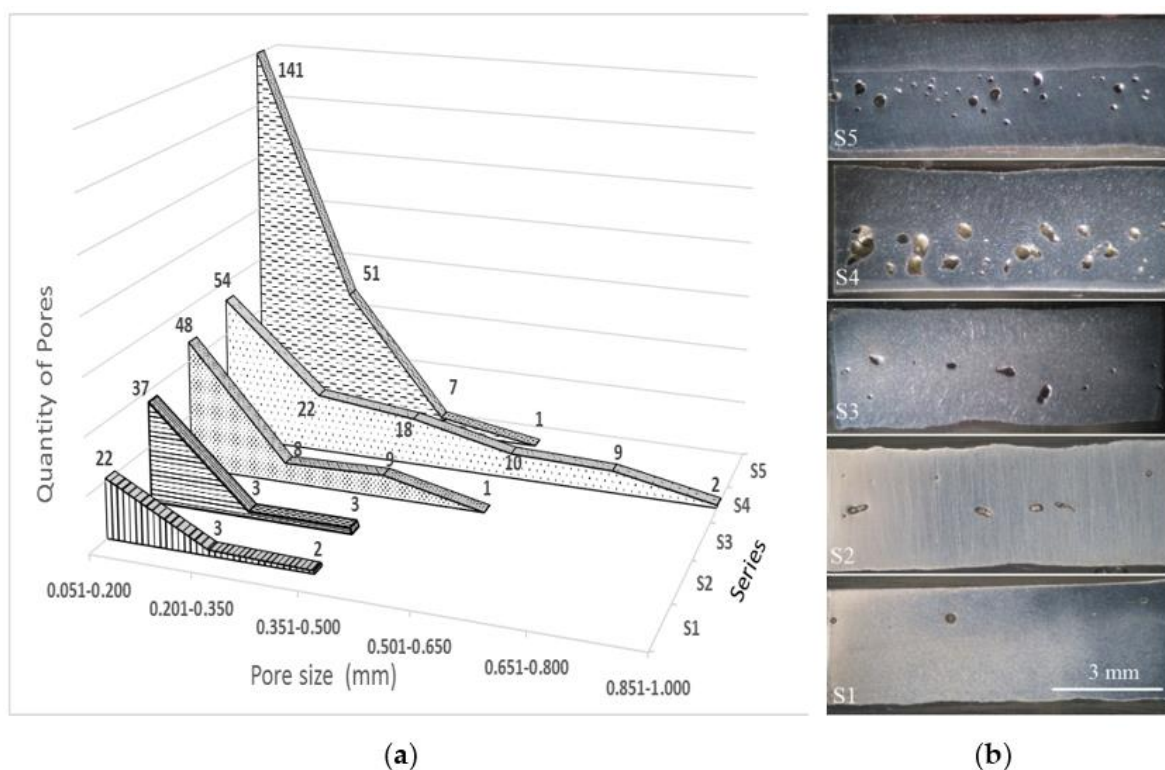 141
51
7
1
54
22
18
10
9
2
48
8
9
1
37
3
3
22
3
2
Quantity of Pores
0.051-0.200
0.201-0.350
0.351-0.500
0.501-0.650
0.651-0.800
0.851-1.000
Pore size (mm)
S5
S4
S3
S2
S1
Series
(a)
S5
S4
S3
S2
S1
3 mm
(b)